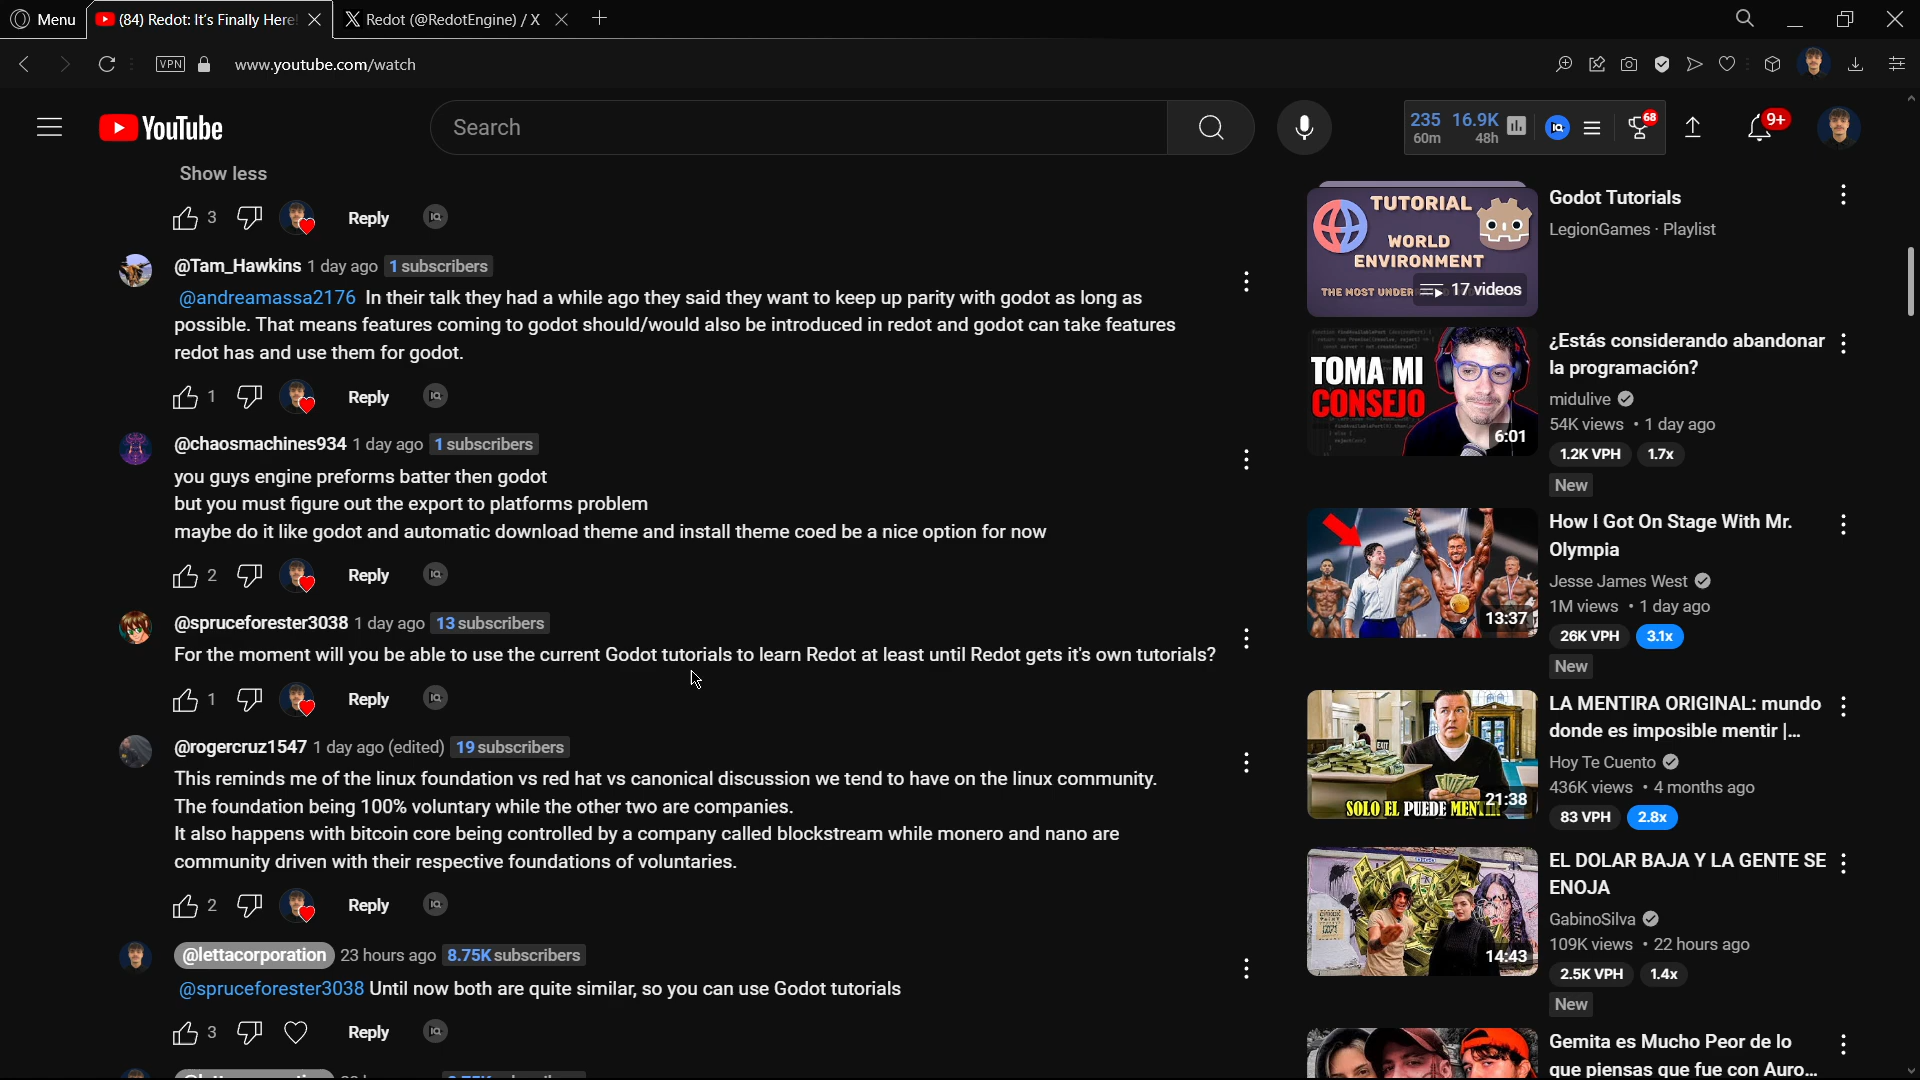 Menu
(84) Redot: It's Finally Here!
Redot (@RedotEngine) / X
VPN
www.youtube.com/watch
YouTube
Search
235 60m
16.9K 48h
68
9+
Show less
3
Reply
@Tam_Hawkins 1 day ago 1 subscribers
@andreamassa2176 In their talk they had a while ago they said they want to keep up parity with godot as long as
possible. That means features coming to godot should/would also be introduced in redot and godot can take features
redot has and use them for godot.
1
Reply
@chaosmachines934 1 day ago 1 subscribers
you guys engine preforms batter then godot
but you must figure out the export to platforms problem
maybe do it like godot and automatic download theme and install theme coed be a nice option for now
2
Reply
@spruceforester3038 1 day ago 13 subscribers
For the moment will you be able to use the current Godot tutorials to learn Redot at least until Redot gets it's own tutorials?
1
Reply
@rogercruz1547 1 day ago (edited) 19 subscribers
This reminds me of the linux foundation vs red hat vs canonical discussion we tend to have on the linux community.
The foundation being 100% voluntary while the other two are companies.
It also happens with bitcoin core being controlled by a company called blockstream while monero and nano are
community driven with their respective foundations of voluntaries.
2
Reply
@lettacorporation 23 hours ago 8.75K subscribers
@spruceforester3038 Until now both are quite similar, so you can use Godot tutorials
3
Reply
TUTORIAL
WORLD
ENVIRONMENT
THE MOST UNDER
17 videos
Godot Tutorials
LegionGames · Playlist
TOMA MI
CONSEJO
6:01
¿Estás considerando abandonar
la programación?
midulive
54K views • 1 day ago
1.2K VPH 1.7x
New
13:37
How I Got On Stage With Mr.
Olympia
Jesse James West
1M views • 1 day ago
26K VPH 3.1x
New
EXIT
SOLO EL PUEDE MENTIR
21:38
LA MENTIRA ORIGINAL: mundo
donde es imposible mentir |...
Hoy Te Cuento
436K views • 4 months ago
83 VPH 2.8x
14:43
EL DOLAR BAJA Y LA GENTE SE
ENOJA
GabinoSilva
109K views • 22 hours ago
2.5K VPH 1.4x
New
Gemita es Mucho Peor de lo
que piensas que fue con Auro...